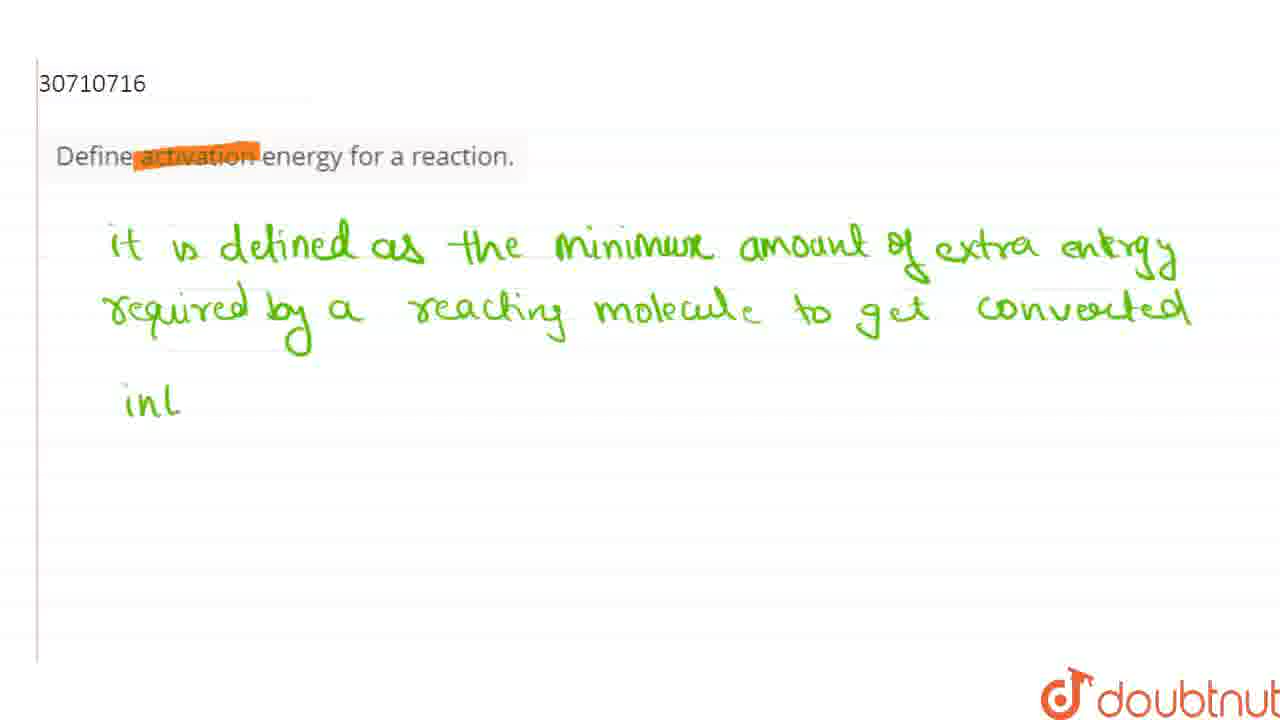 30710716
Define activation energy for a reaction.
it is defined as the minimum amount of extra energy
required by a reacting molecule to get converted
int
doubtnut